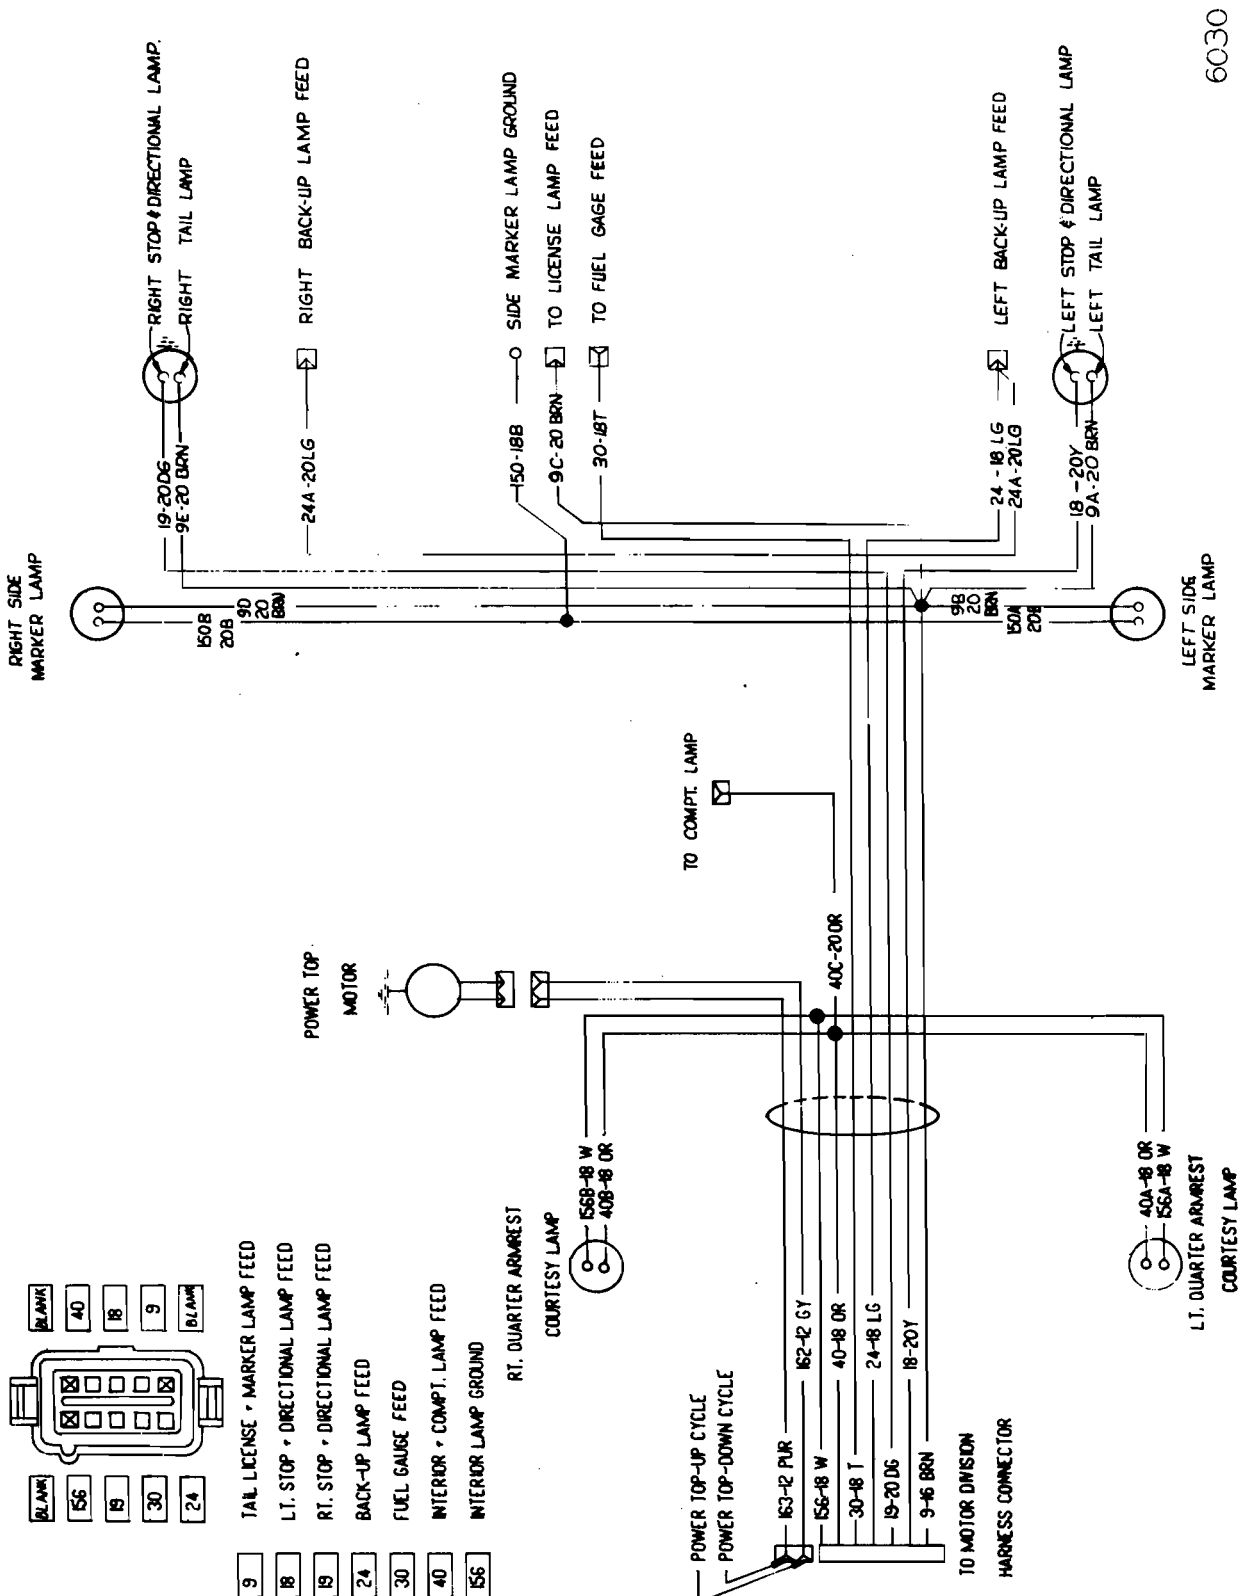 6030
RIGHT STOP & DIRECTIONAL LAMP.
RIGHT TAIL LAMP
RIGHT BACK-UP LAMP FEED
SIDE MARKER LAMP GROUND
TO LICENSE LAMP FEED
TO FUEL GAGE FEED
LEFT BACK-UP LAMP FEED
LEFT STOP & DIRECTIONAL LAMP
LEFT TAIL LAMP
19-20DG
9E-20 BRN
24A-20LG
150-18B
9C-20 BRN
30-18T
24-18 LG
24A-20LG
18-20Y
9A-20 BRN
RIGHT SIDE
MARKER LAMP
150B
20B
9D
20
BRN
9B
20
BRN
150A
20B
LEFT SIDE
MARKER LAMP
TO COMPT. LAMP
40C-20 OR
POWER TOP
MOTOR
156B-18 W
40B-18 OR
RT. QUARTER ARMREST
COURTESY LAMP
40A-18 OR
156A-18 W
LT. QUARTER ARMREST
COURTESY LAMP
POWER TOP-UP CYCLE
POWER TOP-DOWN CYCLE
163-12 PUR
162-12 GY
156-18 W
40-18 OR
30-18 T
24-18 LG
19-20 DG
18-20Y
9-16 BRN
TO MOTOR DIVISION
HARNESS CONNECTOR
BLANK
40
18
9
BLANK
BLANK
156
19
30
24
9 TAIL LICENSE + MARKER LAMP FEED
18 LT. STOP + DIRECTIONAL LAMP FEED
19 RT. STOP + DIRECTIONAL LAMP FEED
24 BACK-UP LAMP FEED
30 FUEL GAUGE FEED
40 INTERIOR + COMPT. LAMP FEED
156 INTERIOR LAMP GROUND